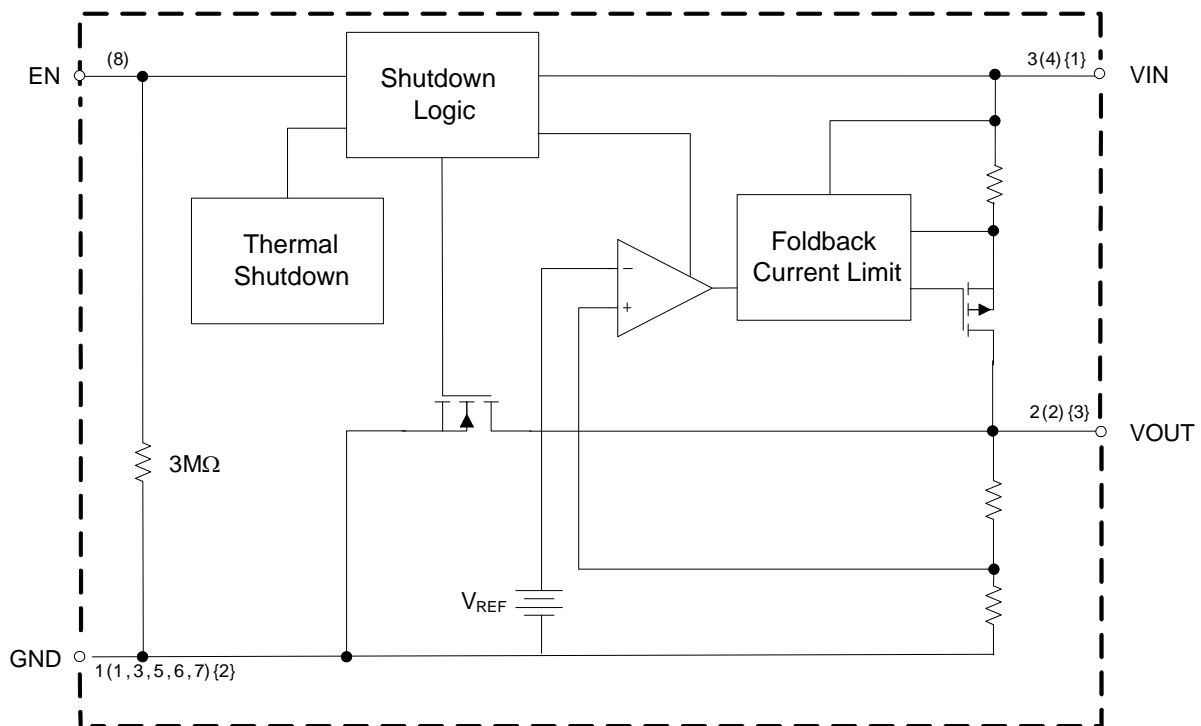 EN
(8)
Shutdown
Logic
3(4){1}
VIN
Thermal
Shutdown
Foldback
Current Limit
−
+
2(2){3}
VOUT
3MΩ
VREF
GND
1(1,3,5,6,7){2}